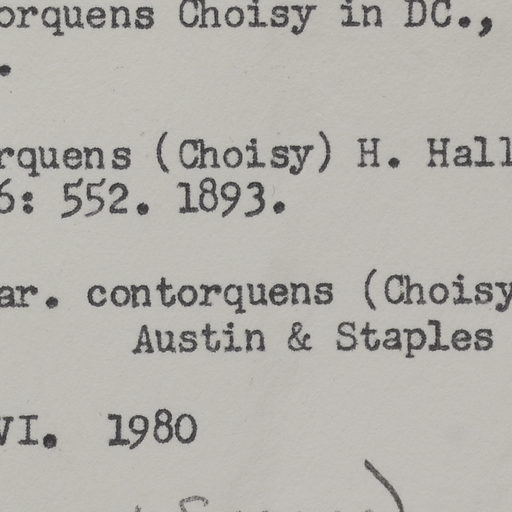 orquens Choisy in DC.,
.
rquens (Choisy) H. Hall
6: 552. 1893.
ar. contorquens (Choisy
Austin & Staples
VI. 1980